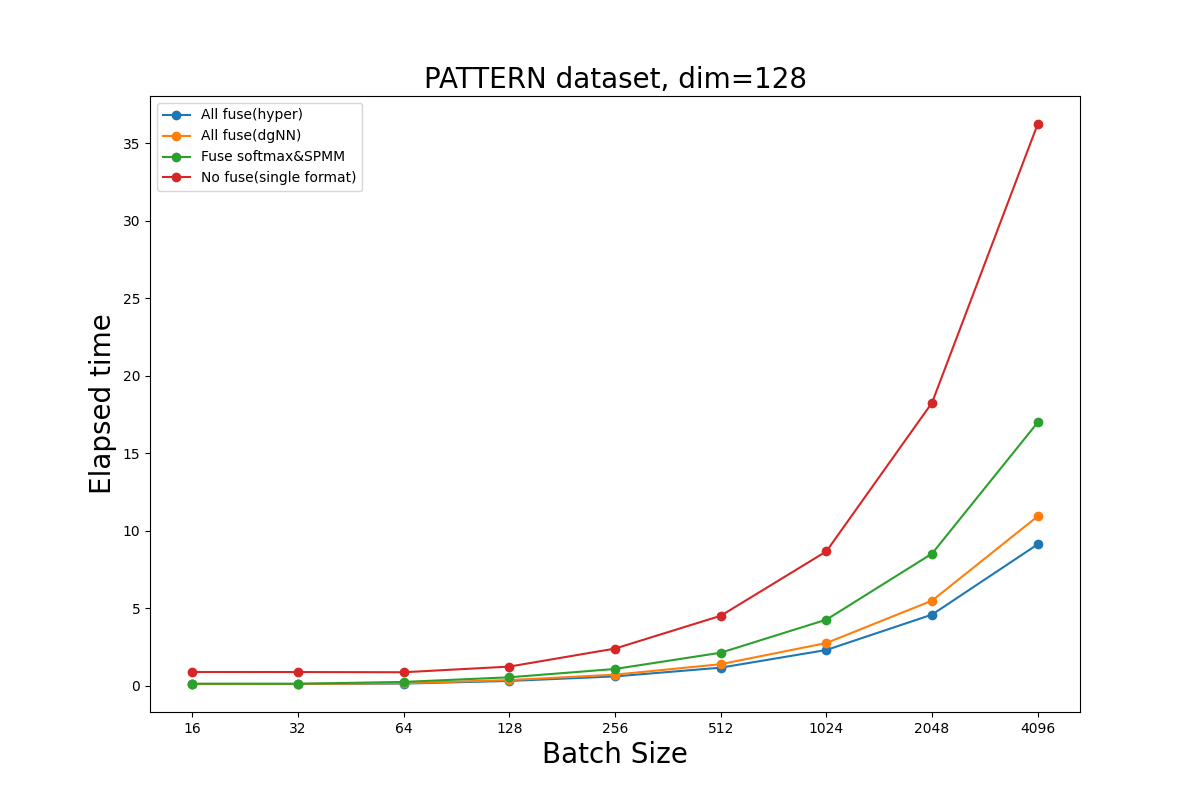 PATTERN dataset, dim=128
All fuse(hyper)
All fuse(dgNN)
Fuse softmax&SPMM
No fuse(single format)
35
30
25
20
15
10
5
0
Elapsed time
16 32 64 128 256 512 1024 2048 4096
Batch Size